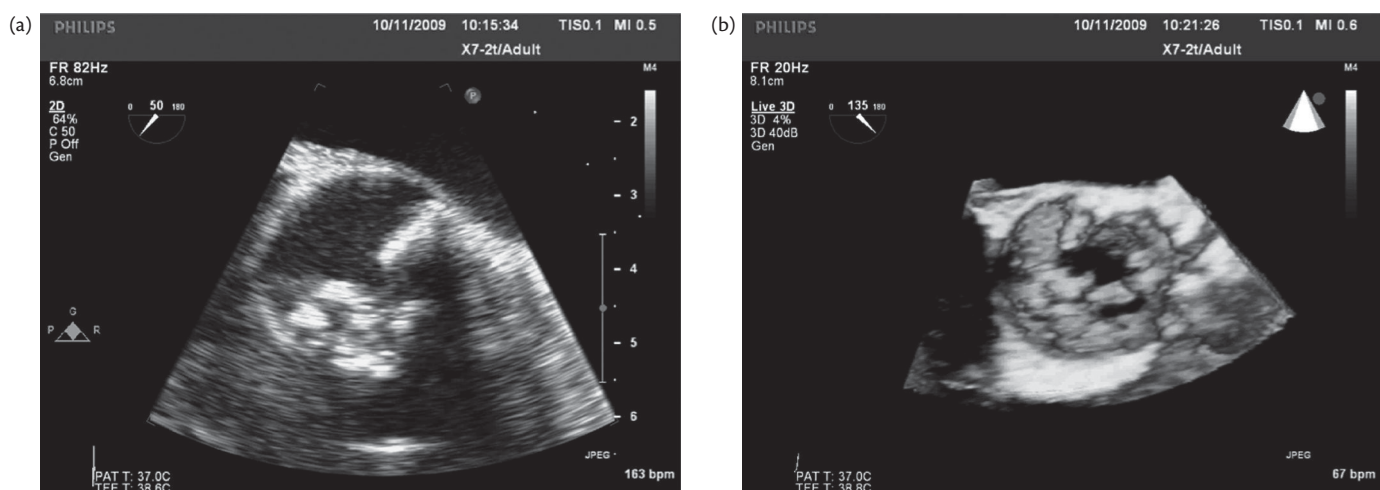 (a)
PHILIPS
10/11/2009 10:15:34 TIS0.1 MI 0.5
X7-2t/Adult
FR 82Hz
6.8cm
M4
2D
64%
C 50
P Off
Gen
0 50 180
P
2
3
4
5
6
G
P R
JPEG
PAT T: 37.0C
TEE T: 38.6C
163 bpm
(b)
PHILIPS
10/11/2009 10:21:26 TIS0.1 MI 0.6
X7-2t/Adult
FR 20Hz
8.1cm
M4
Live 3D
3D 4%
3D 40dB
Gen
0 135 180
JPEG
PAT T: 37.0C
TEE T: 38.8C
67 bpm